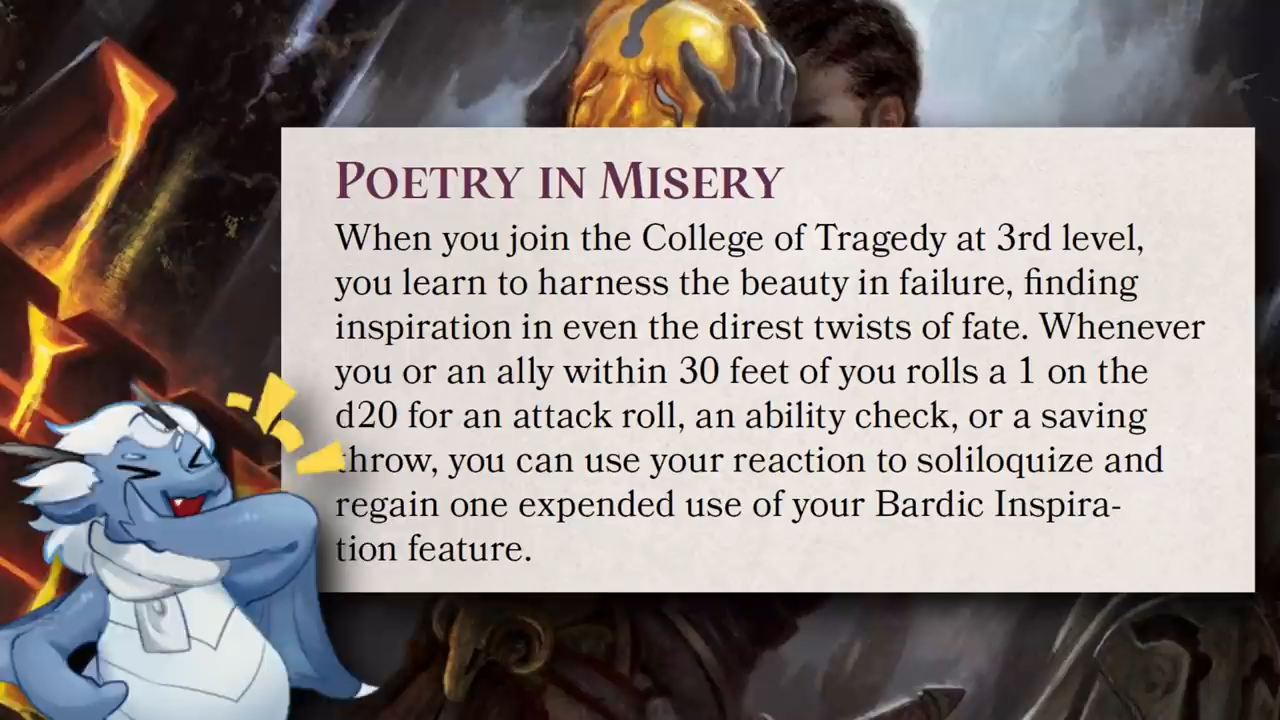 Poetry in Misery
When you join the College of Tragedy at 3rd level,
you learn to harness the beauty in failure, finding
inspiration in even the direst twists of fate. Whenever
you or an ally within 30 feet of you rolls a 1 on the
d20 for an attack roll, an ability check, or a saving
throw, you can use your reaction to soliloquize and
regain one expended use of your Bardic Inspira-
tion feature.